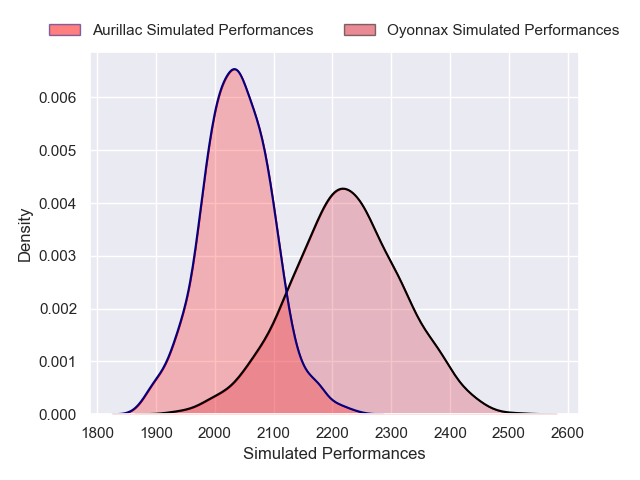 Aurillac Simulated Performances
Oyonnax Simulated Performances
0.006
0.005
0.004
0.003
0.002
0.001
0.000
Density
1800 1900 2000 2100 2200 2300 2400 2500 2600
Simulated Performances